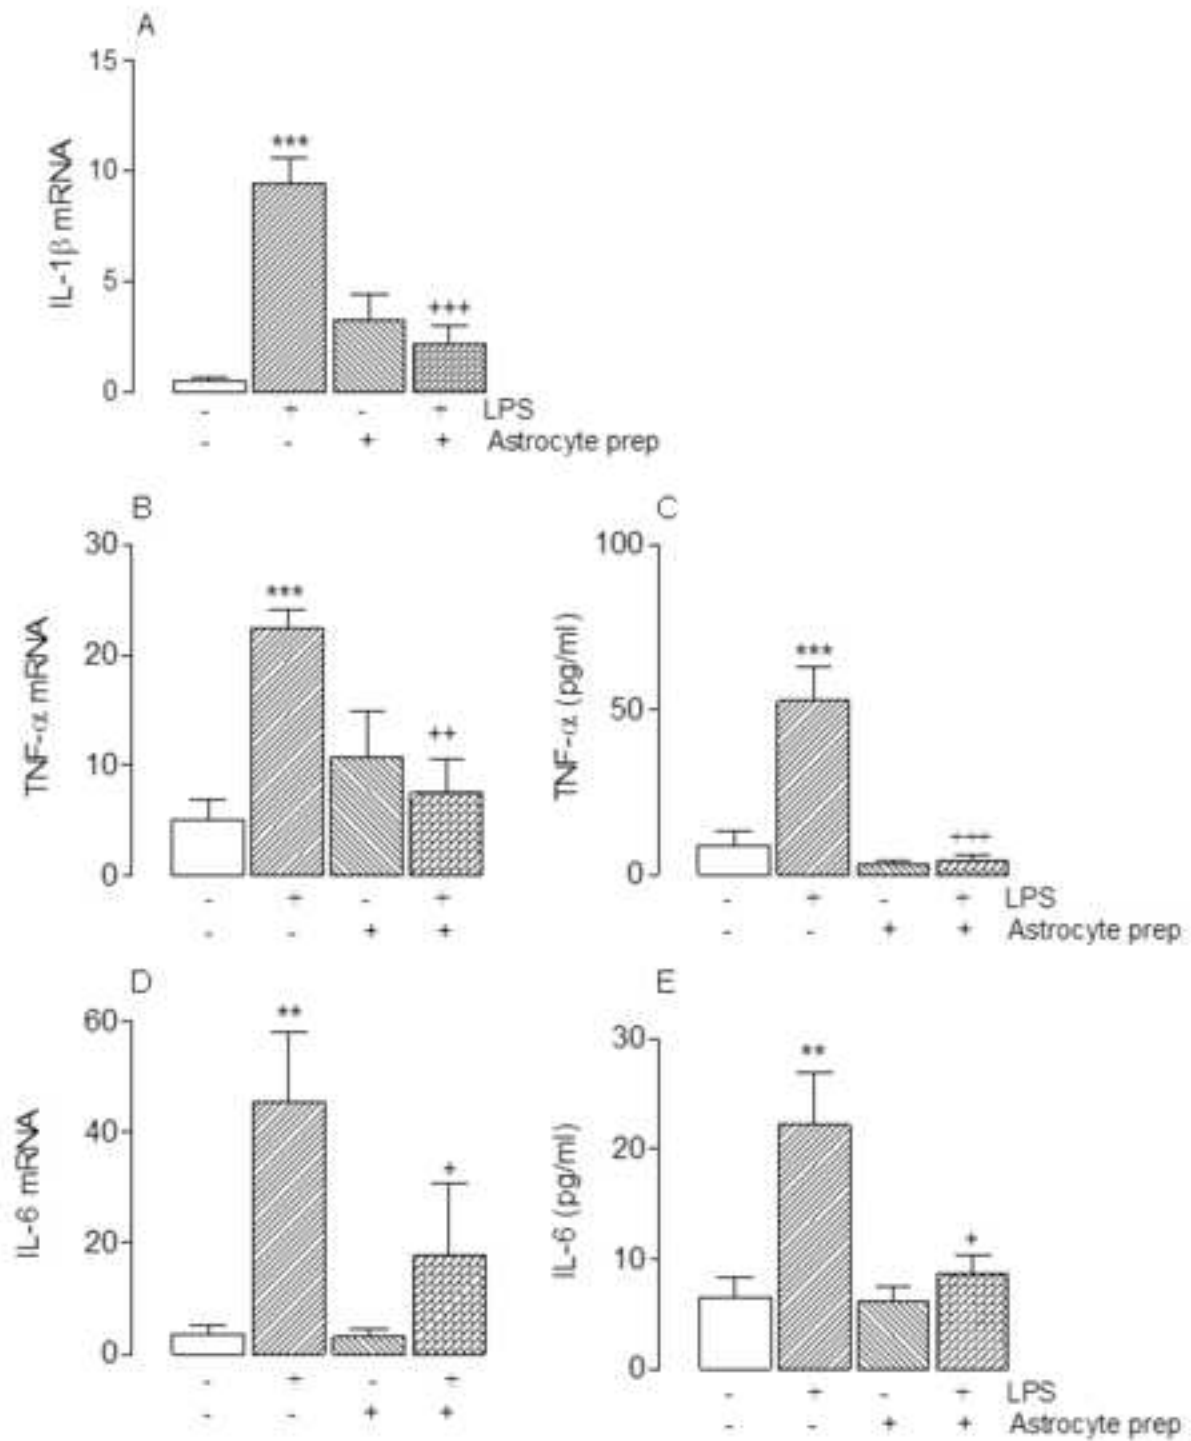 A
15
10
5
0
IL-1β mRNA
***
+++
- + - + LPS
- - + + Astrocyte prep
B
30
20
10
0
TNF-α mRNA
***
++
- + - +
- - + +
C
100
50
0
TNF-α (pg/ml)
***
+++
- + - + LPS
- - + + Astrocyte prep
D
60
40
20
0
IL-6 mRNA
**
+
- + - +
- - + +
E
30
20
10
0
IL-6 (pg/ml)
**
+
- + - + LPS
- - + + Astrocyte prep